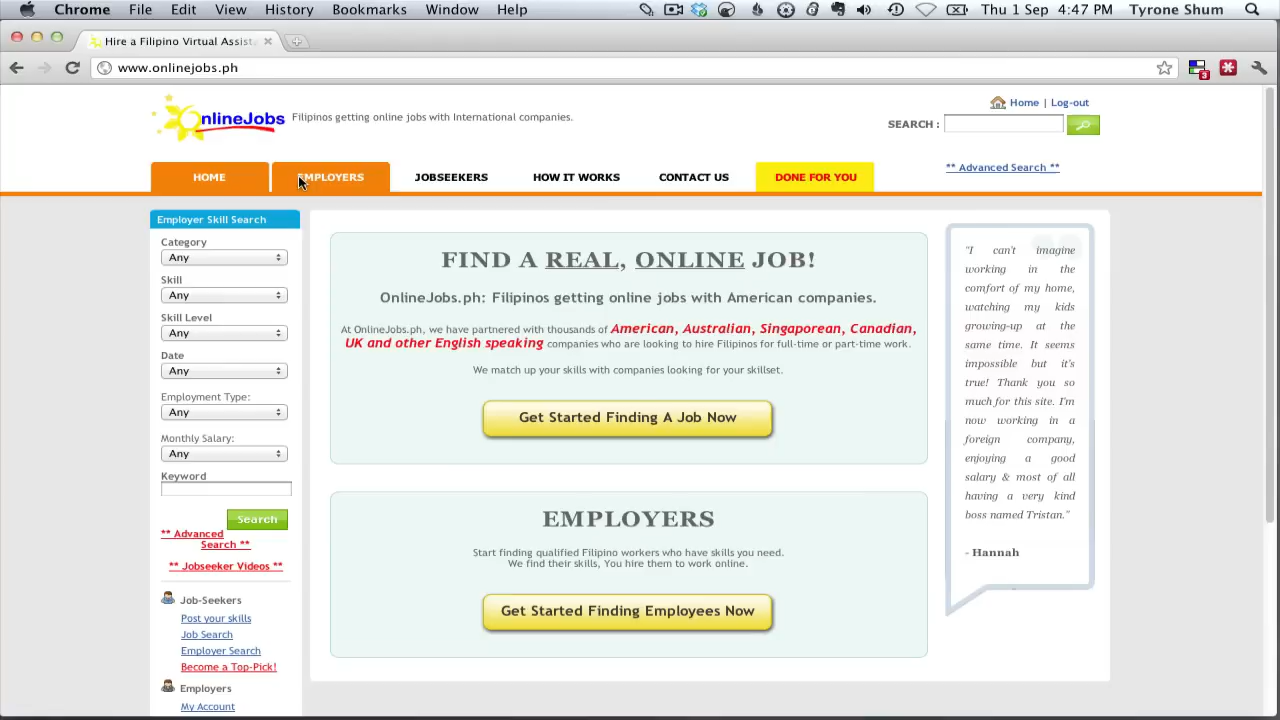 Chrome File Edit View History Bookmarks Window Help Thu 1 Sep 4:47 PM Tyrone Shum
Hire a Filipino Virtual Assist
www.onlinejobs.ph
3
Home | Log-out
OnlineJobs Filipinos getting online jobs with International companies.
SEARCH :
** Advanced Search **
HOME EMPLOYERS JOBSEEKERS HOW IT WORKS CONTACT US DONE FOR YOU
Employer Skill Search
Category
Any
Skill
Any
Skill Level
Any
Date
Any
Employment Type:
Any
Monthly Salary:
Any
Keyword
Search
** Advanced
Search **
** Jobseeker Videos **
Job-Seekers
Post your skills
Job Search
Employer Search
Become a Top-Pick!
Employers
My Account
FIND A REAL, ONLINE JOB!
OnlineJobs.ph: Filipinos getting online jobs with American companies.
At OnlineJobs.ph, we have partnered with thousands of American, Australian, Singaporean, Canadian,
UK and other English speaking companies who are looking to hire Filipinos for full-time or part-time work.
We match up your skills with companies looking for your skillset.
Get Started Finding A Job Now
EMPLOYERS
Start finding qualified Filipino workers who have skills you need.
We find their skills, You hire them to work online.
Get Started Finding Employees Now
"I can't imagine
working in the
comfort of my home,
watching my kids
growing-up at the
same time. It seems
impossible but it's
true! Thank you so
much for this site. I'm
now working in a
foreign company,
enjoying a good
salary & most of all
having a very kind
boss named Tristan."
- Hannah